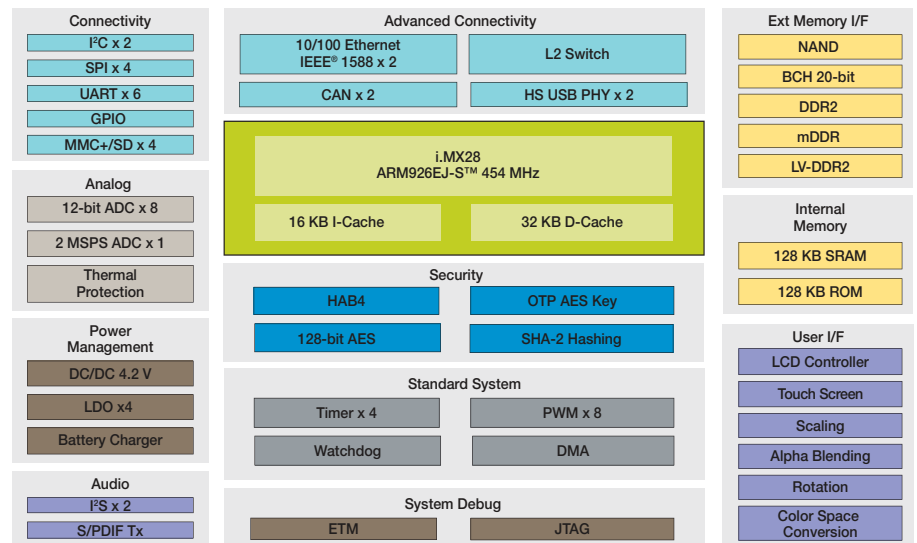 Connectivity
I²C x 2
SPI x 4
UART x 6
GPIO
MMC+/SD x 4
Analog
12-bit ADC x 8
2 MSPS ADC x 1
Thermal
Protection
Power
Management
DC/DC 4.2 V
LDO x4
Battery Charger
Audio
I²S x 2
S/PDIF Tx
Advanced Connectivity
10/100 Ethernet
IEEE® 1588 x 2
L2 Switch
CAN x 2
HS USB PHY x 2
i.MX28
ARM926EJ-S™ 454 MHz
16 KB I-Cache
32 KB D-Cache
Security
HAB4
OTP AES Key
128-bit AES
SHA-2 Hashing
Standard System
Timer x 4
PWM x 8
Watchdog
DMA
System Debug
ETM
JTAG
Ext Memory I/F
NAND
BCH 20-bit
DDR2
mDDR
LV-DDR2
Internal
Memory
128 KB SRAM
128 KB ROM
User I/F
LCD Controller
Touch Screen
Scaling
Alpha Blending
Rotation
Color Space
Conversion